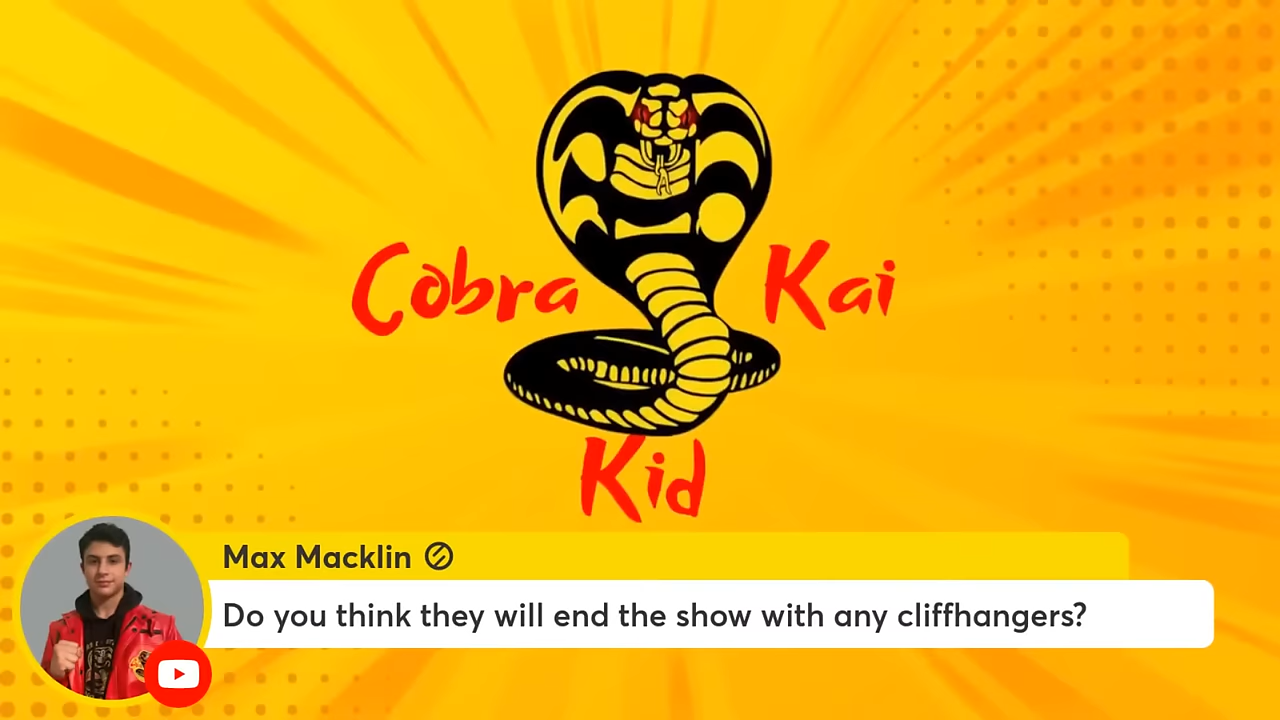 Cobra Kai
Kid
Max Macklin
Do you think they will end the show with any cliffhangers?